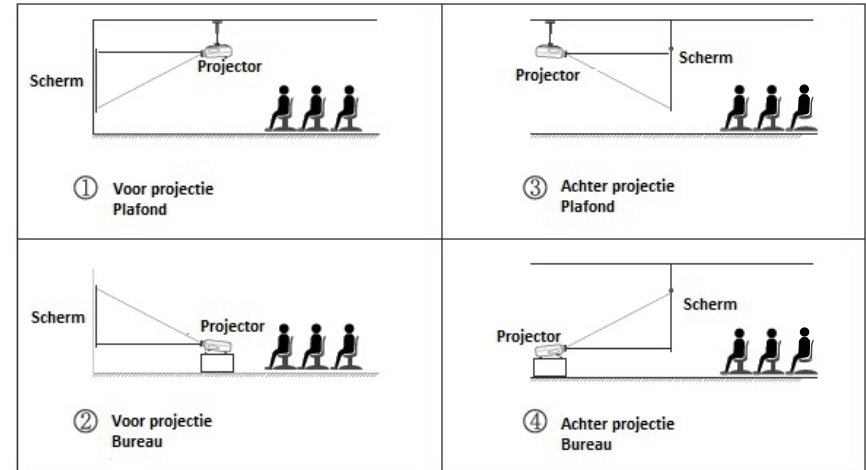 Scherm
Projector
① Voor projectie
Plafond
Projector
Scherm
③ Achter projectie
Plafond
Scherm
Projector
② Voor projectie
Bureau
Projector
Scherm
④ Achter projectie
Bureau